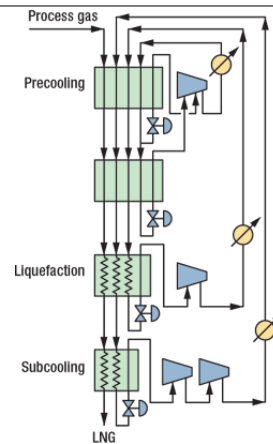 Process gas
Precooling
Liquefaction
Subcooling
LNG